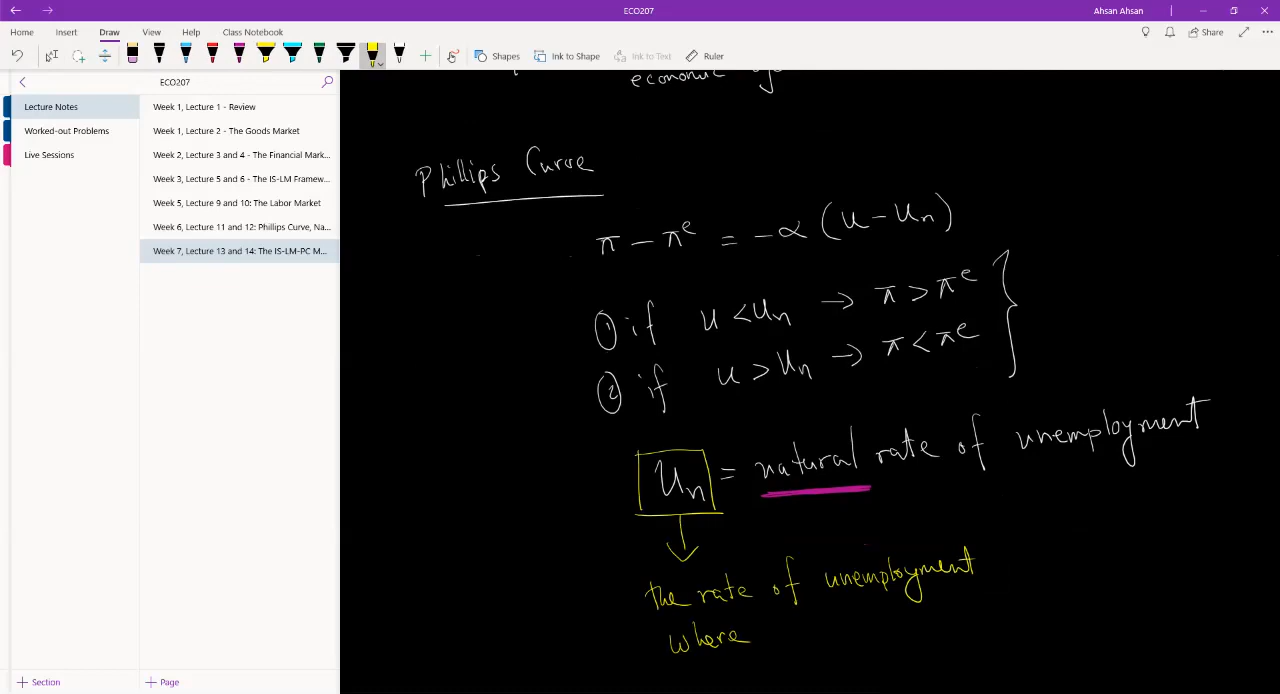 ECO207
Ahsan Ahsan
Home Insert Draw View Help Class Notebook
Share
Shapes Ink to Shape Ink to Text Ruler
ECO207
Lecture Notes
Worked-out Problems
Live Sessions
Week 1, Lecture 1 - Review
Week 1, Lecture 2 - The Goods Market
Week 2, Lecture 3 and 4 - The Financial Mark...
Week 3, Lecture 5 and 6 - The IS-LM Framew...
Week 5, Lecture 9 and 10: The Labor Market
Week 6, Lecture 11 and 12: Phillips Curve, Na...
Week 7, Lecture 13 and 14: The IS-LM-PC M...
+ Section
+ Page
economic
Phillips Curve
π − π^e = −α (u − u_n)
① if u < u_n → π > π^e
② if u > u_n → π < π^e
u_n = natural rate of unemployment
the rate of unemployment
where